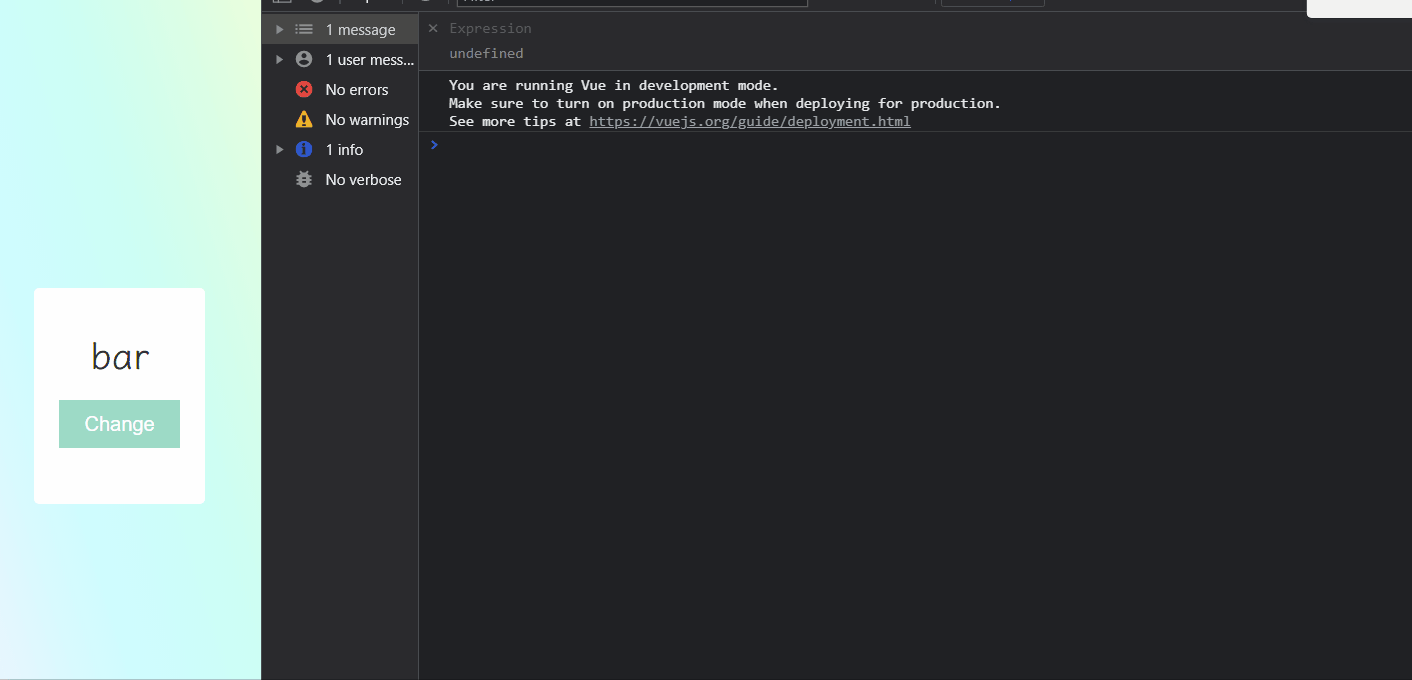 1 message
1 user mess...
No errors
No warnings
1 info
No verbose
Expression
undefined
You are running Vue in development mode.
Make sure to turn on production mode when deploying for production.
See more tips at https://vuejs.org/guide/deployment.html
bar
Change